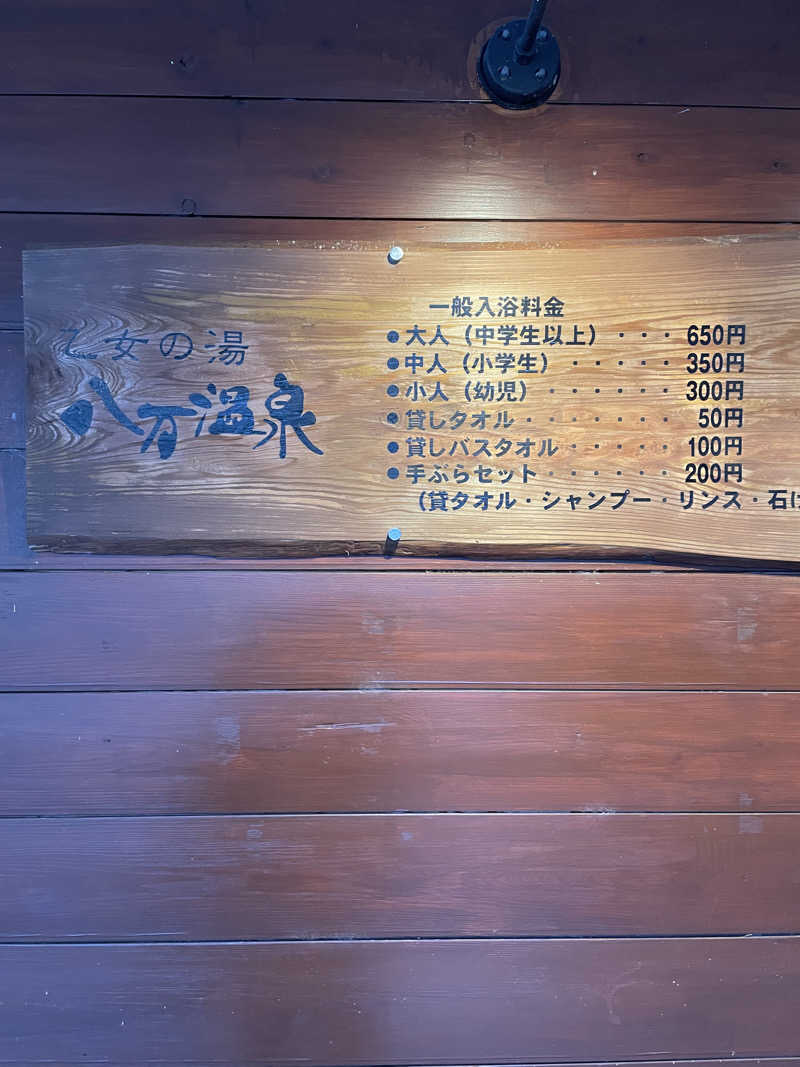 乙女の湯
八万温泉
一般入浴料金
●大人（中学生以上）・・・650円
●中人（小学生）・・・・・・350円
●小人（幼児）・・・・・・・300円
●貸しタオル・・・・・・・50円
●貸しバスタオル・・・・・・100円
●手ぶらセット・・・・・・200円
（貸タオル・シャンプー・リンス・石け